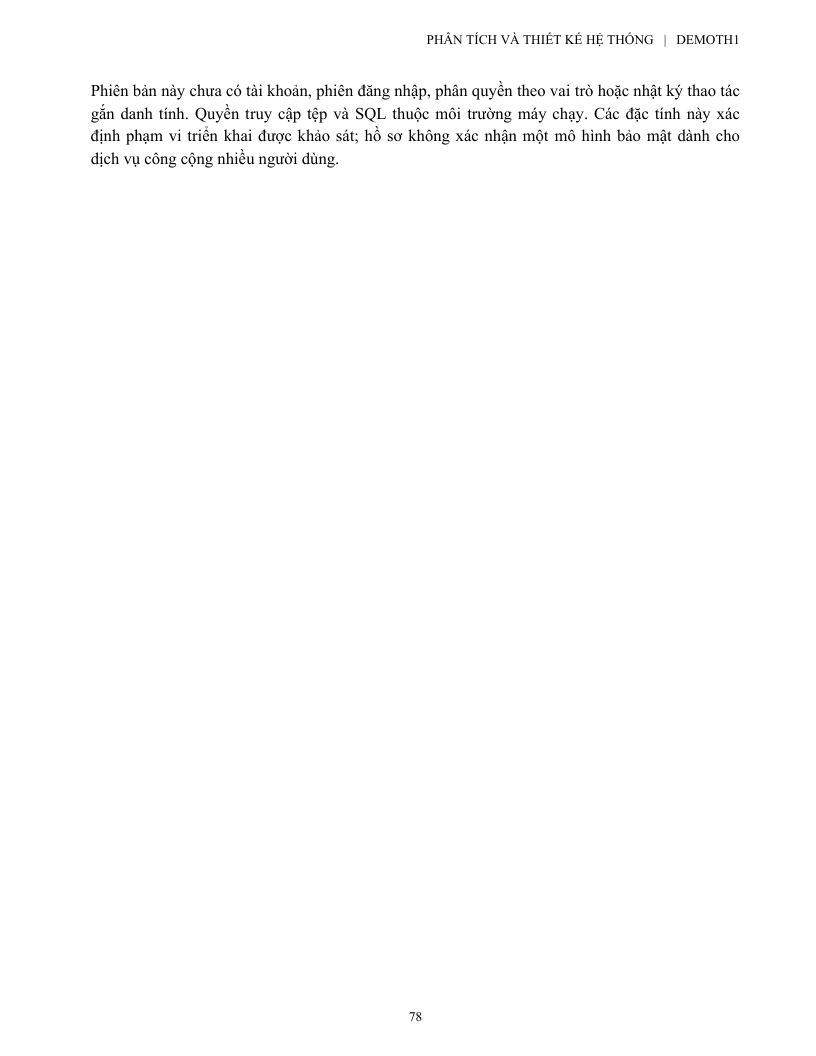 PHÂN TÍCH VÀ THIẾT KẾ HỆ THỐNG | DEMOTH1
Phiên bản này chưa có tài khoản, phiên đăng nhập, phân quyền theo vai trò hoặc nhật ký thao tác
gắn danh tính. Quyền truy cập tệp và SQL thuộc môi trường máy chạy. Các đặc tính này xác
định phạm vi triển khai được khảo sát; hồ sơ không xác nhận một mô hình bảo mật dành cho
dịch vụ công cộng nhiều người dùng.
78